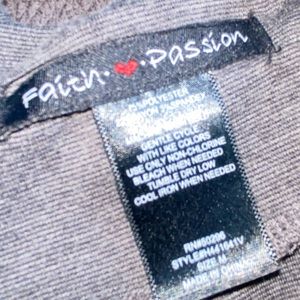 Faith Passion
POLYESTER
GENTLE CYCLE
WITH LIKE COLORS
USE ONLY NON-CHLORINE
BLEACH WHEN NEEDED
TUMBLE DRY LOW
COOL IRON WHEN NEEDED
SIZE M
MADE IN CHINA